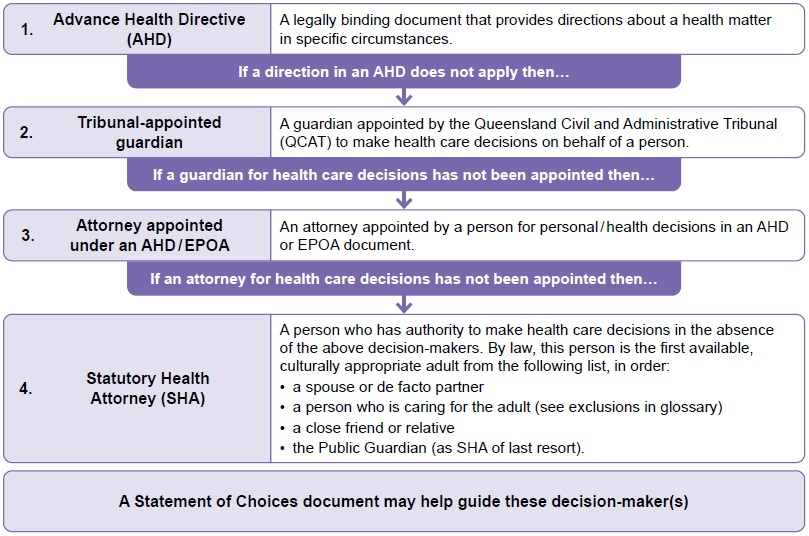 1.
Advance Health Directive
(AHD)
A legally binding document that provides directions about a health matter
in specific circumstances.
If a direction in an AHD does not apply then…
2.
Tribunal-appointed
guardian
A guardian appointed by the Queensland Civil and Administrative Tribunal
(QCAT) to make health care decisions on behalf of a person.
If a guardian for health care decisions has not been appointed then…
3.
Attorney appointed
under an AHD/EPOA
An attorney appointed by a person for personal/health decisions in an AHD
or EPOA document.
If an attorney for health care decisions has not been appointed then…
4.
Statutory Health
Attorney (SHA)
A person who has authority to make health care decisions in the absence
of the above decision-makers. By law, this person is the first available,
culturally appropriate adult from the following list, in order:
• a spouse or de facto partner
• a person who is caring for the adult (see exclusions in glossary)
• a close friend or relative
• the Public Guardian (as SHA of last resort).
A Statement of Choices document may help guide these decision-maker(s)